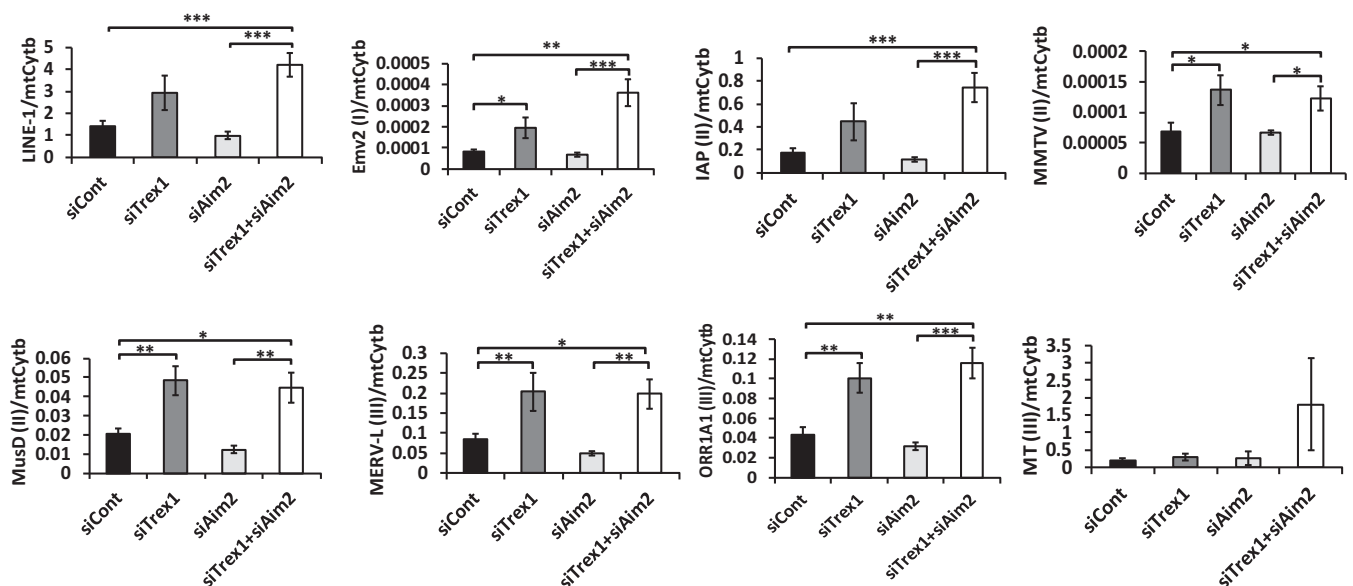 ***
***
LINE-1/mtCytb
5
4
3
2
1
0
siCont
siTrex1
siAim2
siTrex1+siAim2
**
***
*
Emv2 (I)/mtCytb
0.0005
0.0004
0.0003
0.0002
0.0001
0
siCont
siTrex1
siAim2
siTrex1+siAim2
***
***
IAP (II)/mtCytb
1
0.8
0.6
0.4
0.2
0
siCont
siTrex1
siAim2
siTrex1+siAim2
*
*
*
MMTV (II)/mtCytb
0.0002
0.00015
0.0001
0.00005
0
siCont
siTrex1
siAim2
siTrex1+siAim2
*
**
**
MusD (II)/mtCytb
0.06
0.05
0.04
0.03
0.02
0.01
0
siCont
siTrex1
siAim2
siTrex1+siAim2
*
**
**
MERV-L (III)/mtCytb
0.3
0.25
0.2
0.15
0.1
0.05
0
siCont
siTrex1
siAim2
siTrex1+siAim2
**
***
**
ORR1A1 (III)/mtCytb
0.14
0.12
0.1
0.08
0.06
0.04
0.02
0
siCont
siTrex1
siAim2
siTrex1+siAim2
MT (III)/mtCytb
3.5
3
2.5
2
1.5
1
0.5
0
siCont
siTrex1
siAim2
siTrex1+siAim2